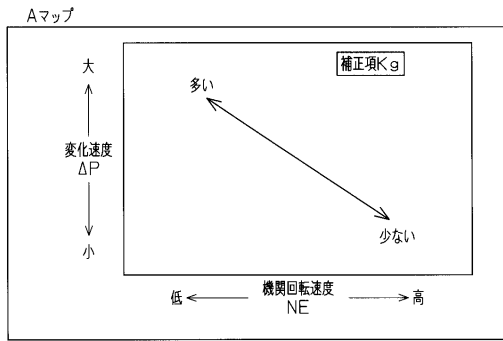 Aマップ
補正項Kg
大
多い
変化速度
ΔP
小
少ない
低
機関回転速度
高
NE